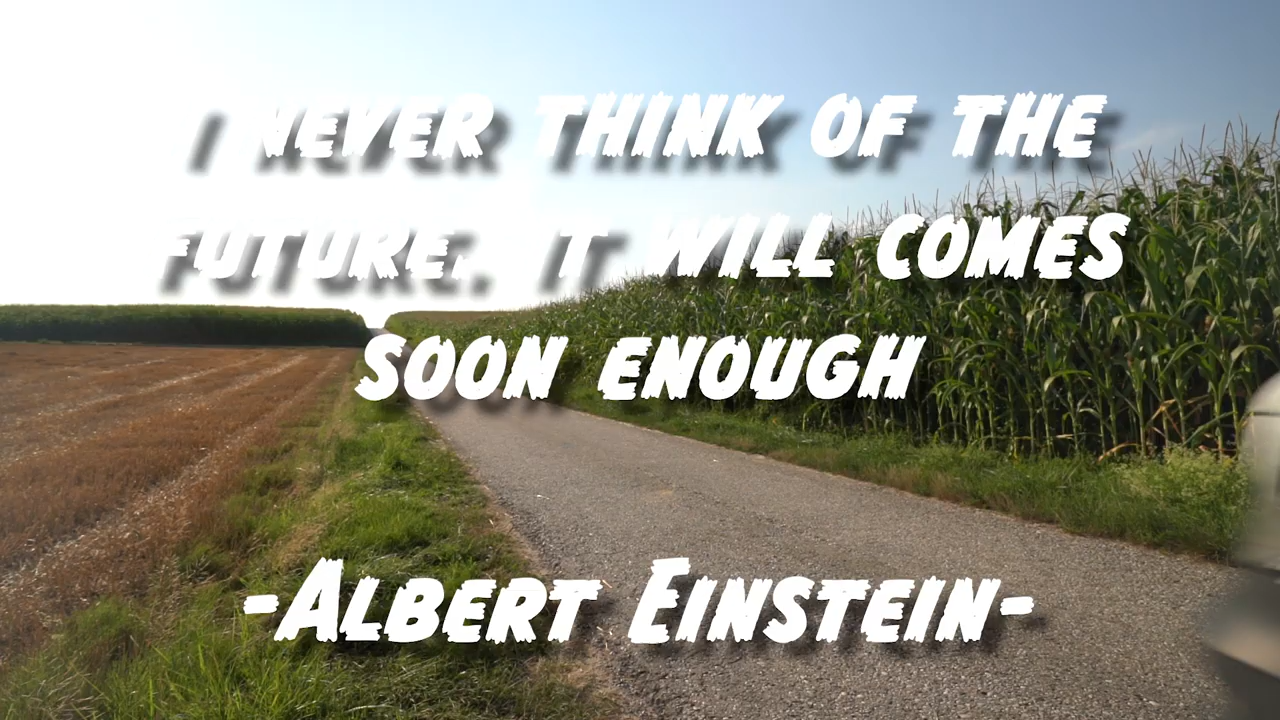 I NEVER THINK OF THE
FUTURE. IT WILL COMES
SOON ENOUGH
-ALBERT EINSTEIN-